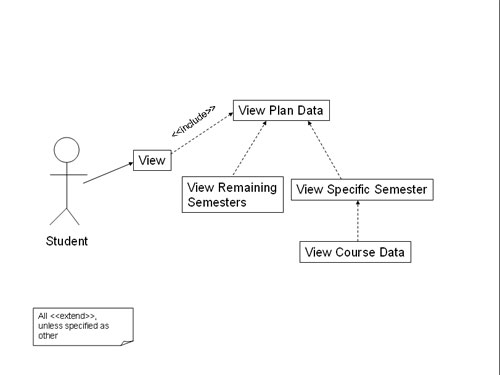 <<include>>
View Plan Data
View
View Remaining
Semesters
View Specific Semester
Student
View Course Data
All <<extend>>,
unless specified as
other